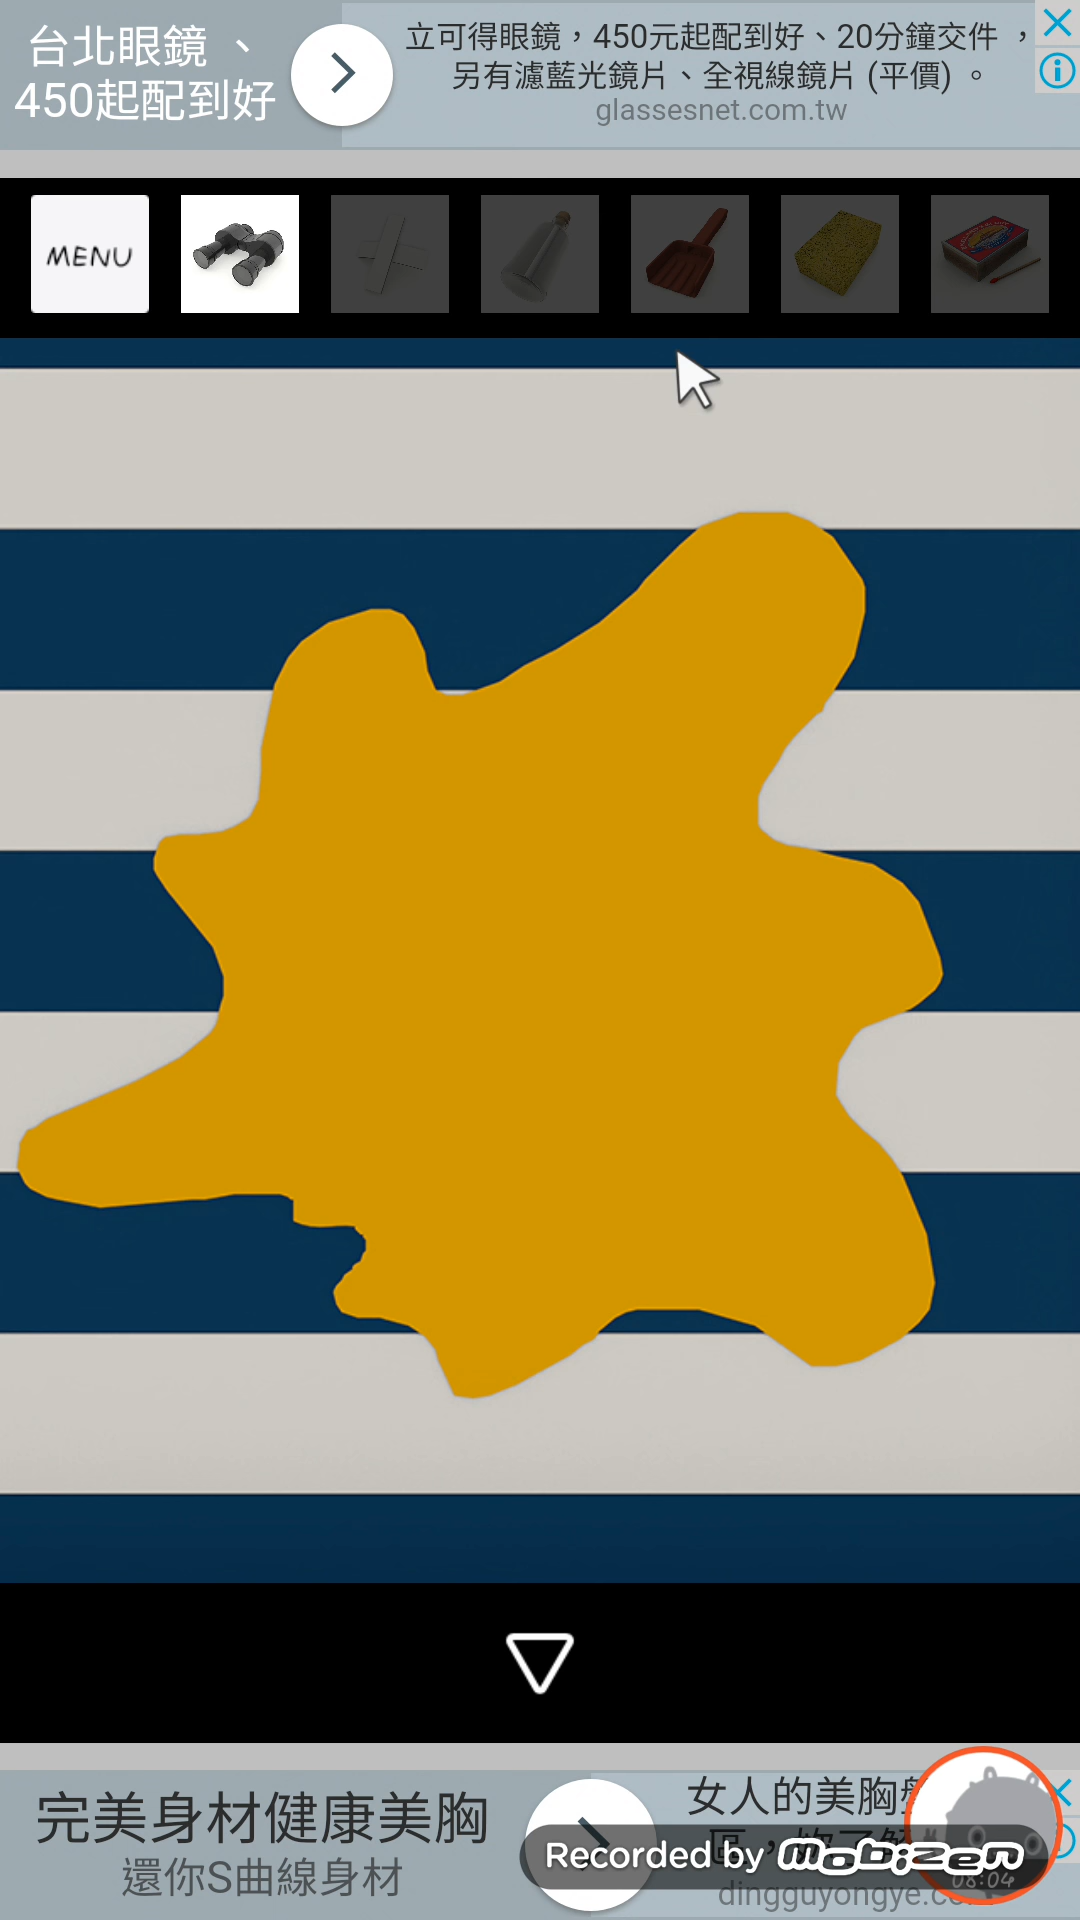 台北眼鏡 、
450起配到好
立可得眼鏡，450元起配到好、20分鐘交件 ，
另有濾藍光鏡片、全視線鏡片 (平價) 。
glassesnet.com.tw
MENU
完美身材健康美胸
還你S曲線身材
女人的美胸
Recorded by mobizen
dingguyongye.c
08:04